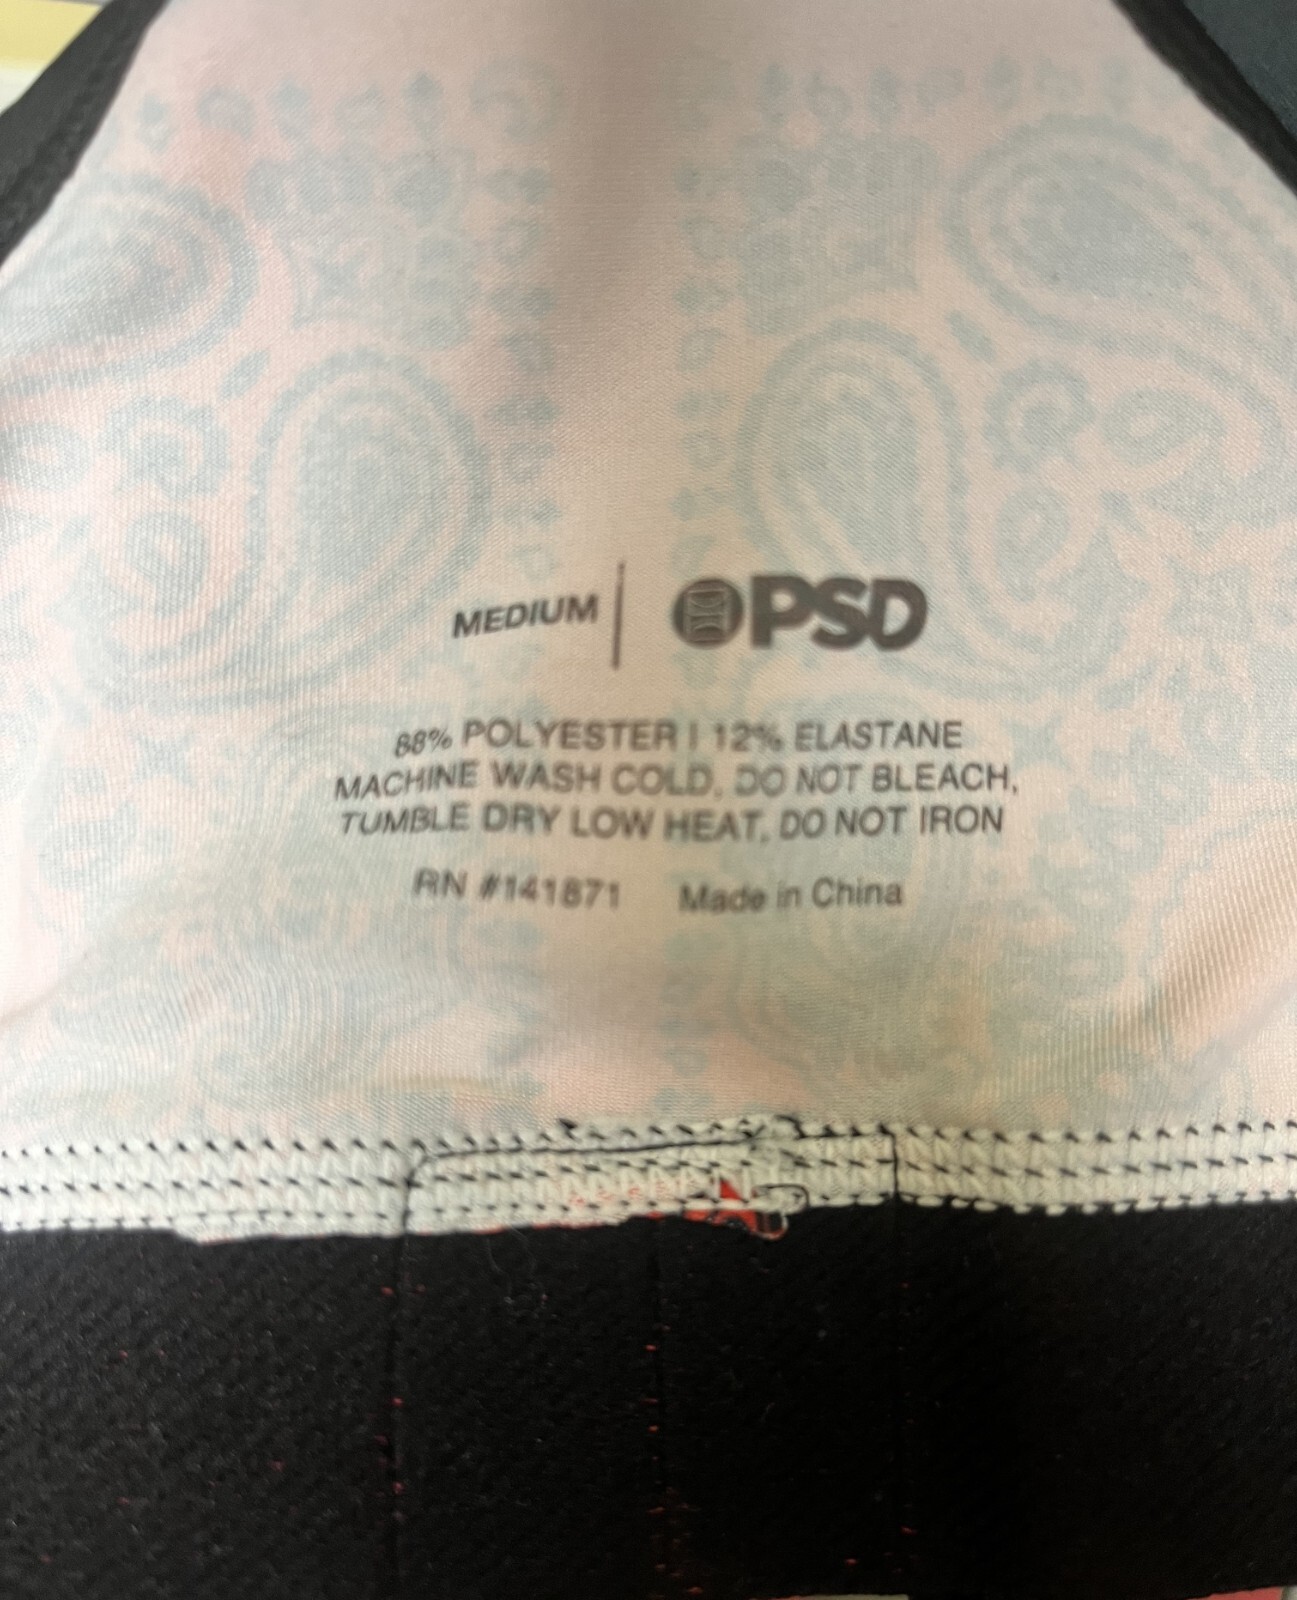 MEDIUM | PSD
88% POLYESTER | 12% ELASTANE
MACHINE WASH COLD, DO NOT BLEACH,
TUMBLE DRY LOW HEAT, DO NOT IRON
RN #141871 Made in China